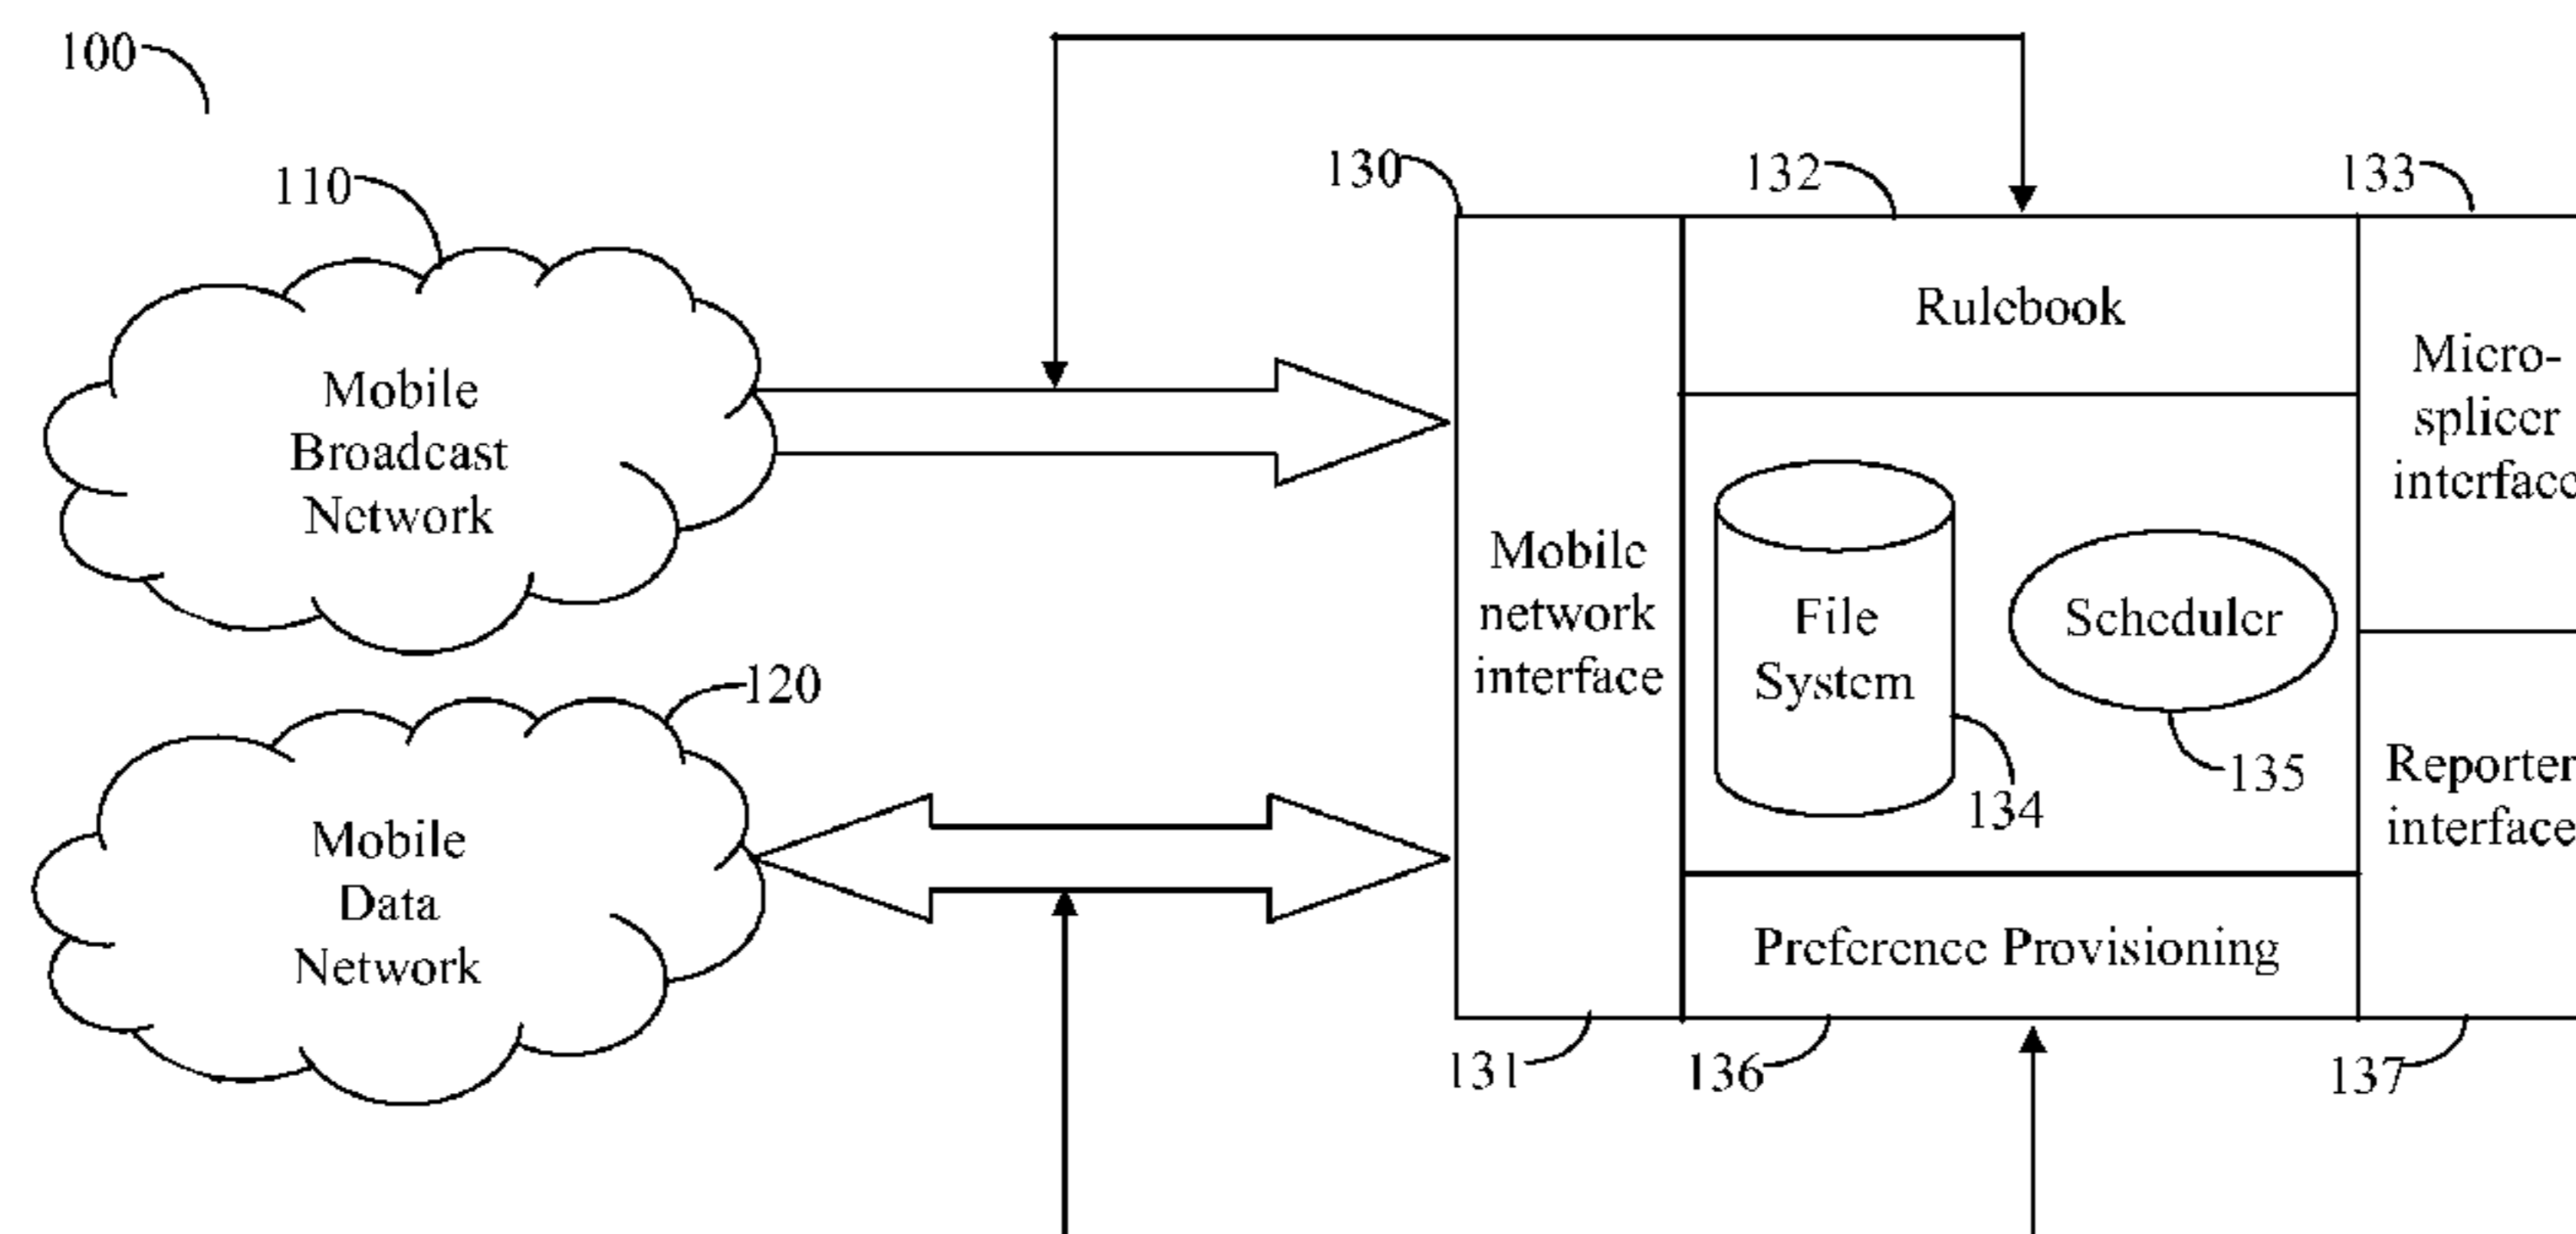 100
110
130
132
133
Mobile
Broadcast
Network
Rulebook
Micro-
splicer
interface
Mobile
network
interface
File
System
Scheduler
120
134
135
Reporter
interface
Mobile
Data
Network
Preference Provisioning
131
136
137